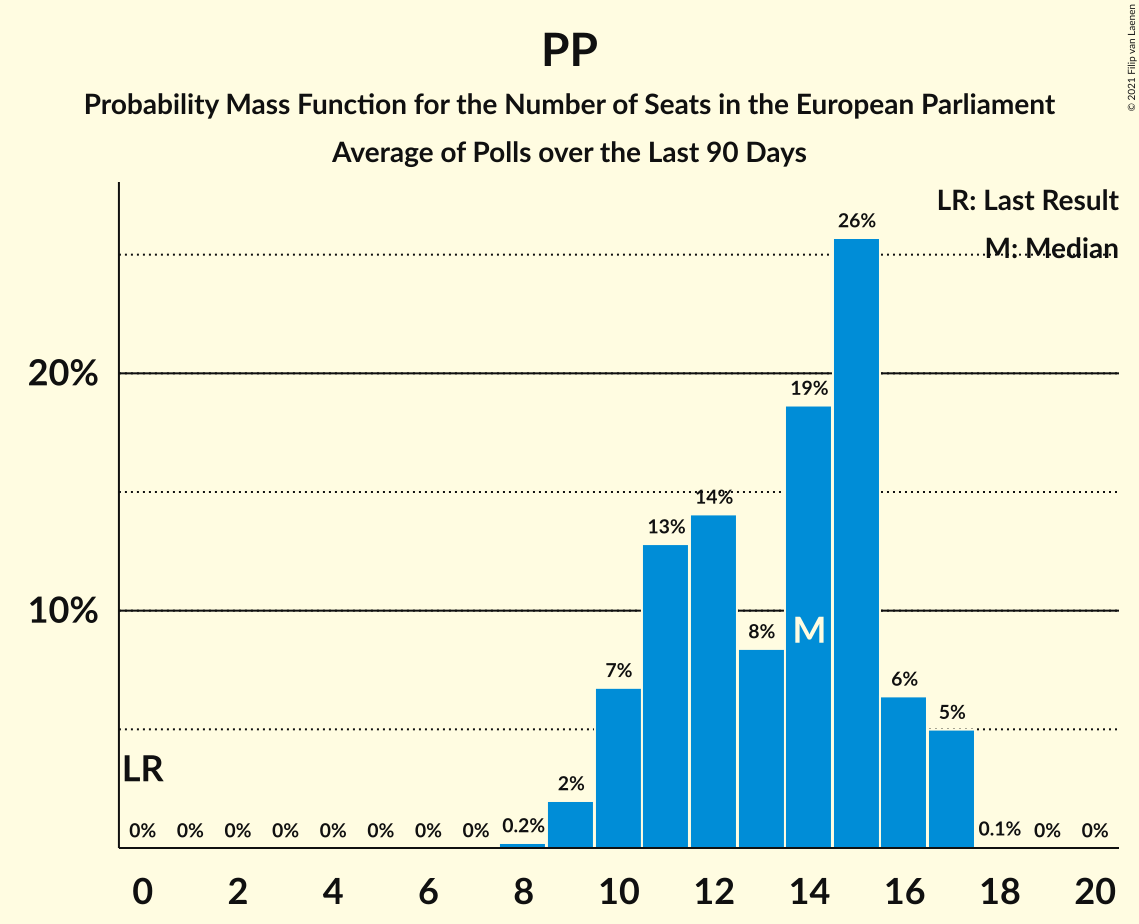 PP
Probability Mass Function for the Number of Seats in the European Parliament
Average of Polls over the Last 90 Days
© 2021 Filip van Laenen
LR: Last Result
M: Median
26%
20%
19%
14%
13%
10%
8%
M
7%
6%
5%
LR
2%
0% 0% 0% 0% 0% 0% 0% 0% 0.2% 0.1% 0% 0%
0 2 4 6 8 10 12 14 16 18 20